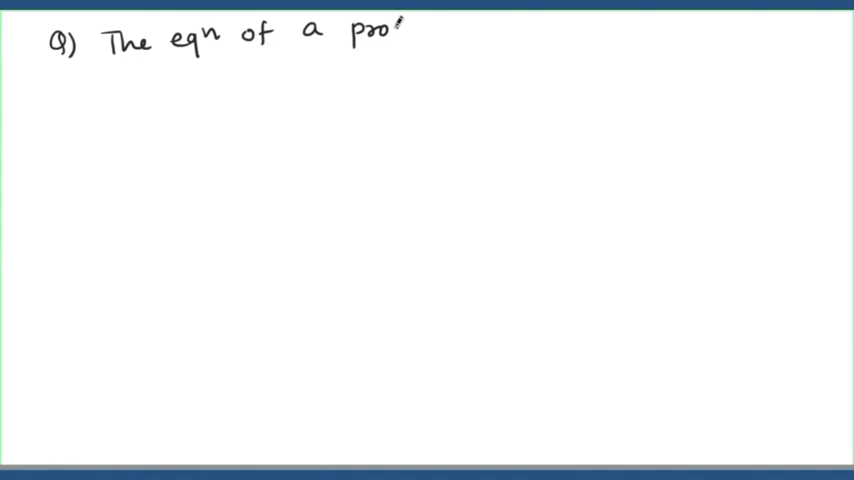 Q) The eqn of a pro